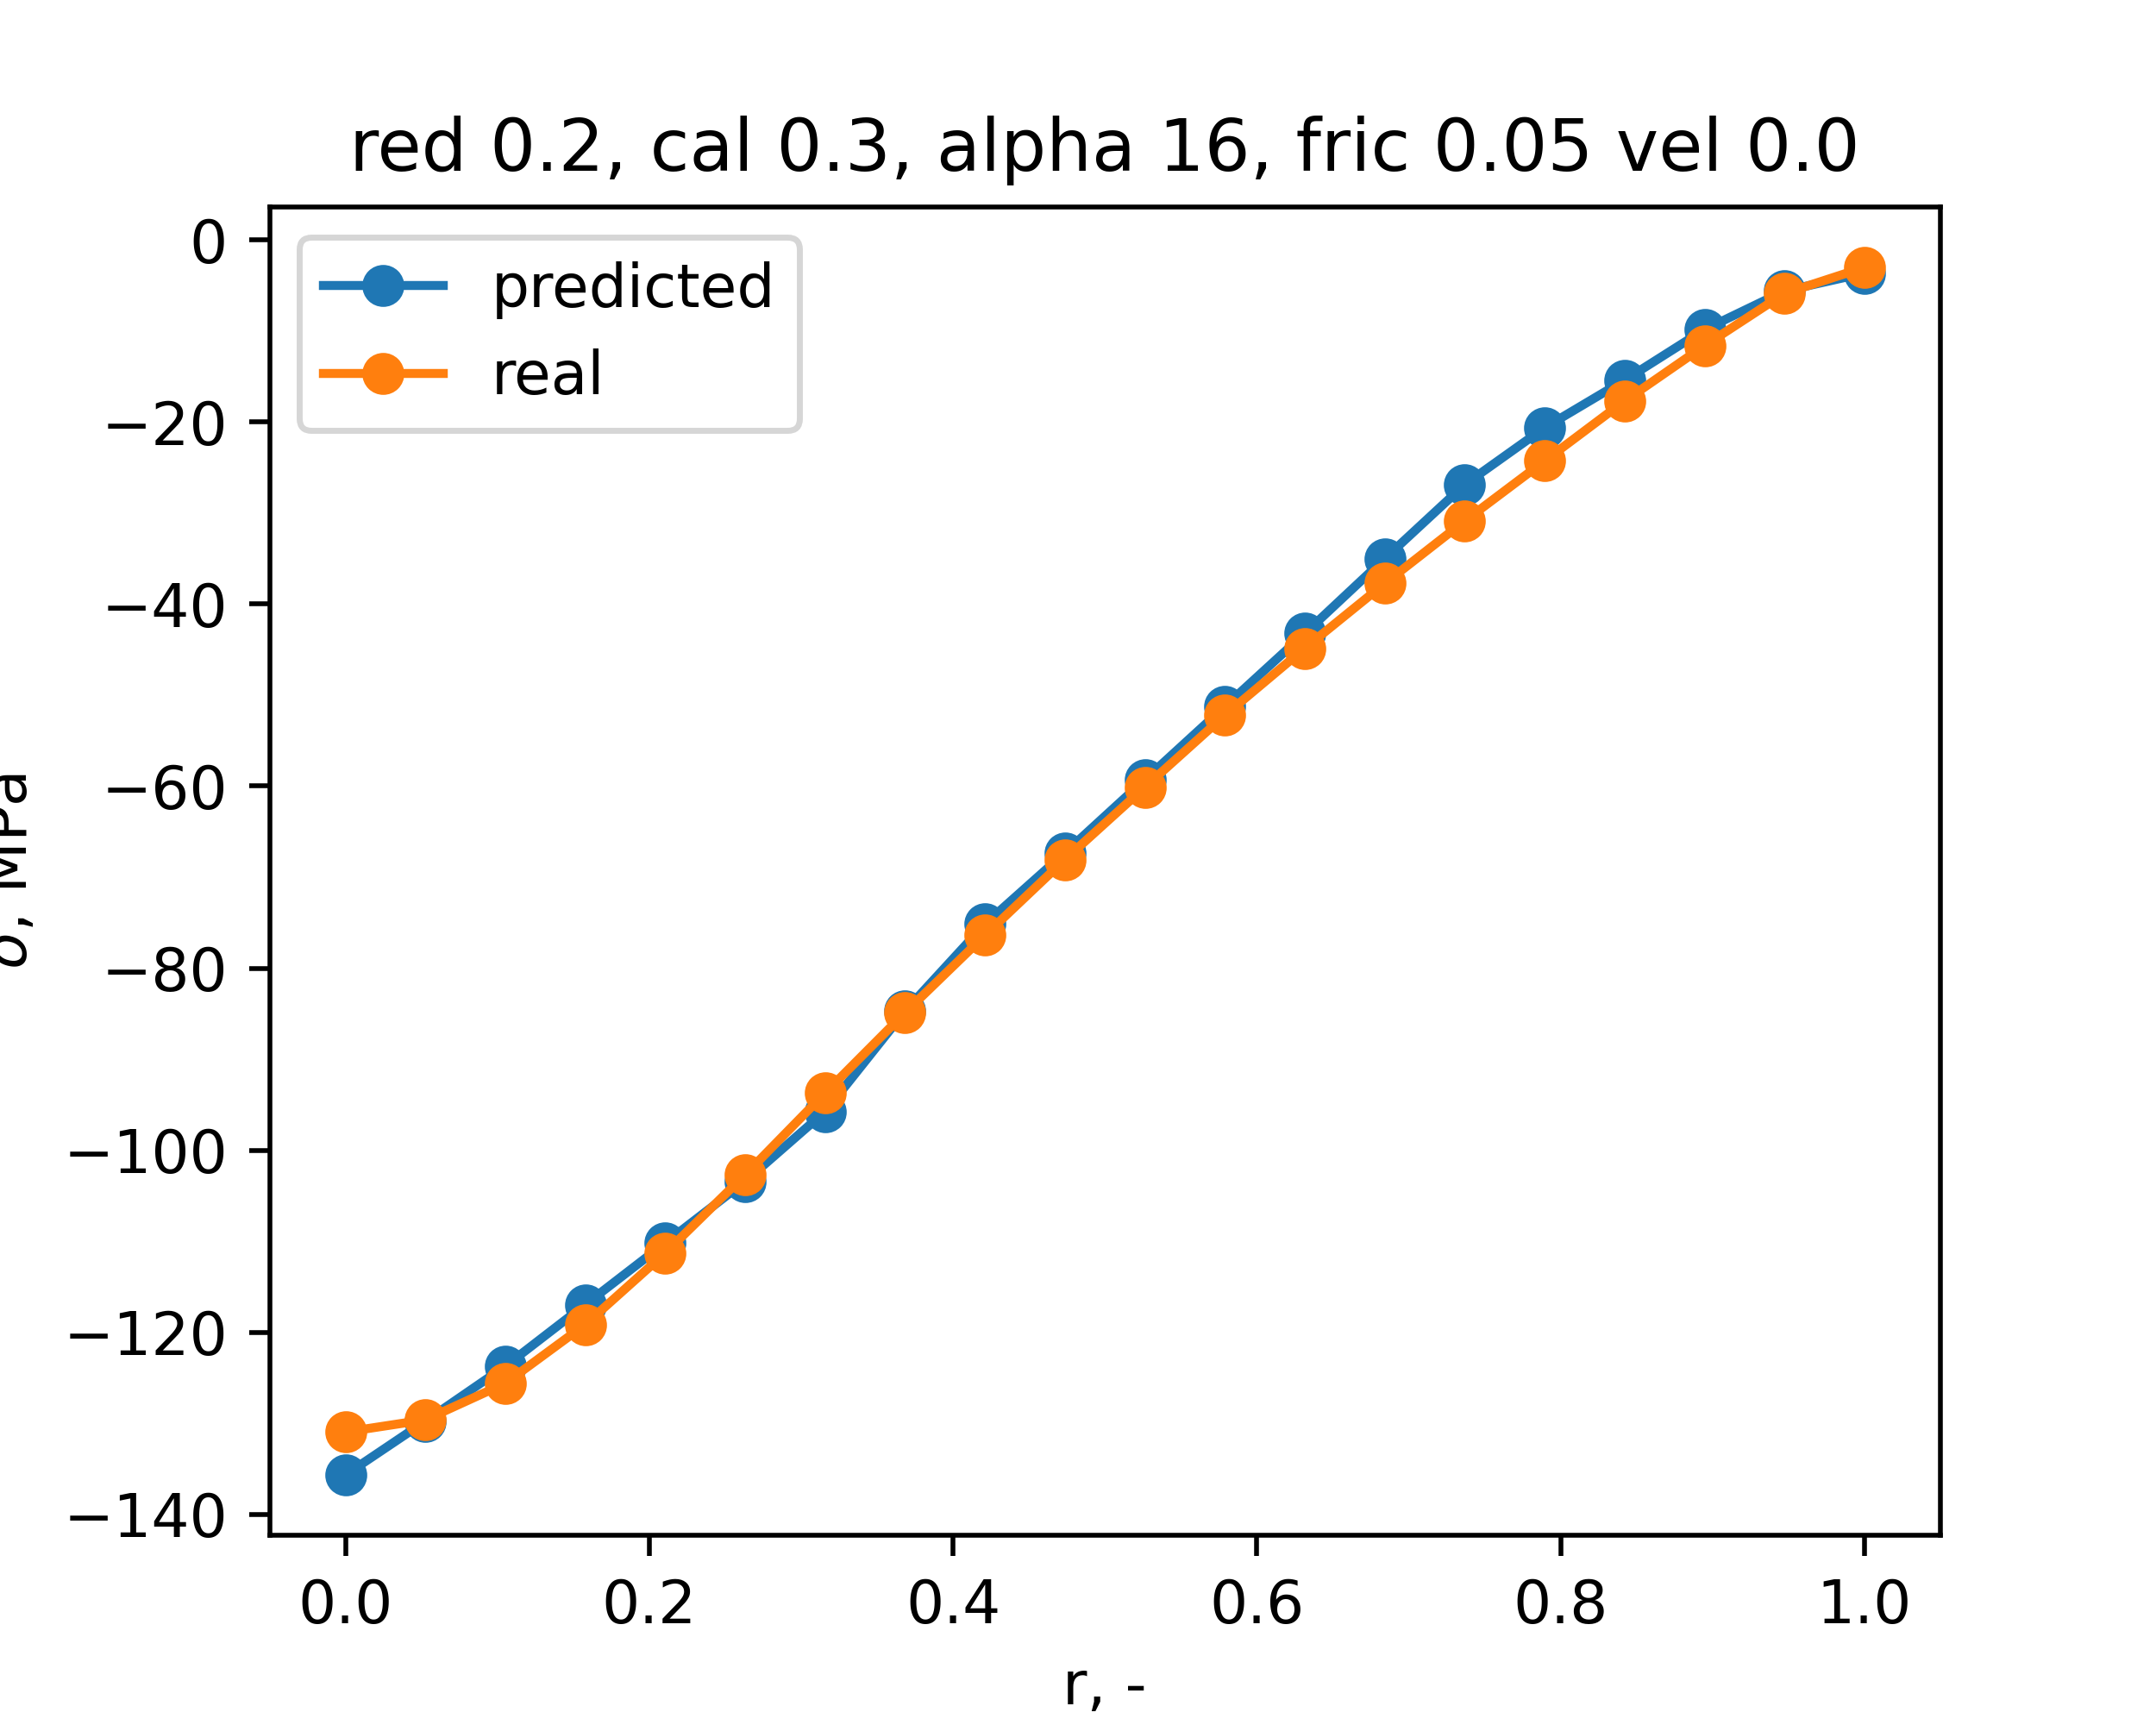 red 0.2, cal 0.3, alpha 16, fric 0.05 vel 0.0
predicted
real
0
−20
−40
−60
−80
−100
−120
−140
σ, MPa
0.0 0.2 0.4 0.6 0.8 1.0
r, -